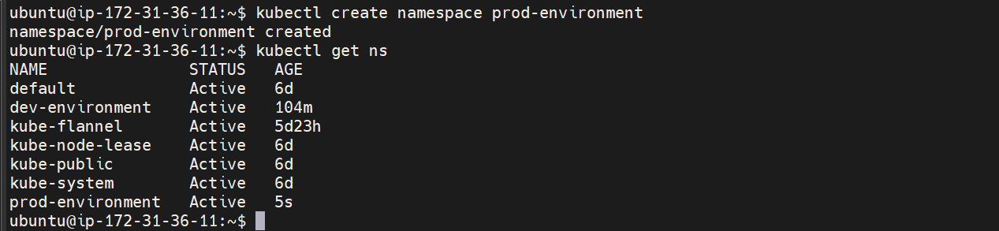 ubuntu@ip-172-31-36-11:~$ kubectl create namespace prod-environment
namespace/prod-environment created
ubuntu@ip-172-31-36-11:~$ kubectl get ns
NAME               STATUS   AGE
default            Active   6d
dev-environment    Active   104m
kube-flannel       Active   5d23h
kube-node-lease    Active   6d
kube-public        Active   6d
kube-system        Active   6d
prod-environment   Active   5s
ubuntu@ip-172-31-36-11:~$